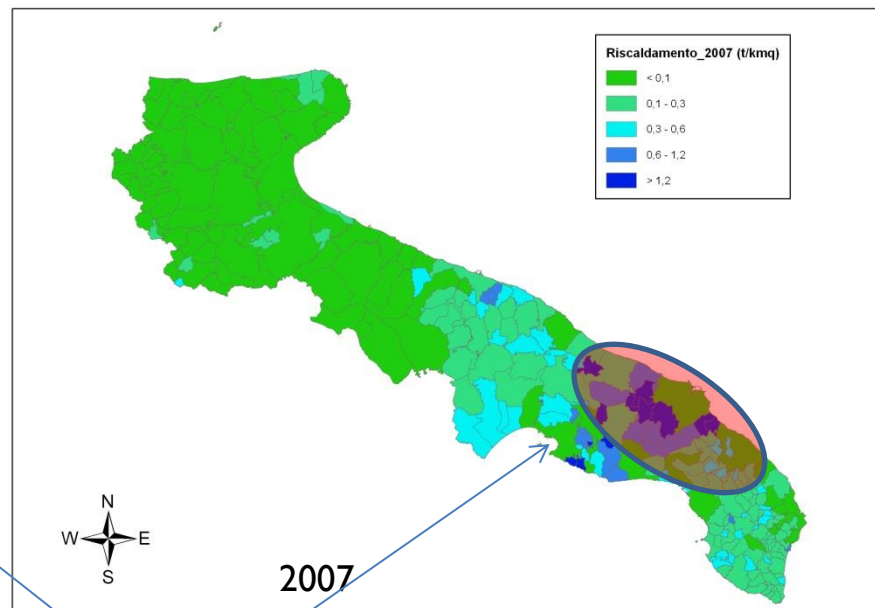 Riscaldamento_2007 (t/kmq)
< 0,1
0,1 - 0,3
0,3 - 0,6
0,6 - 1,2
> 1,2
N
W E
S
2007